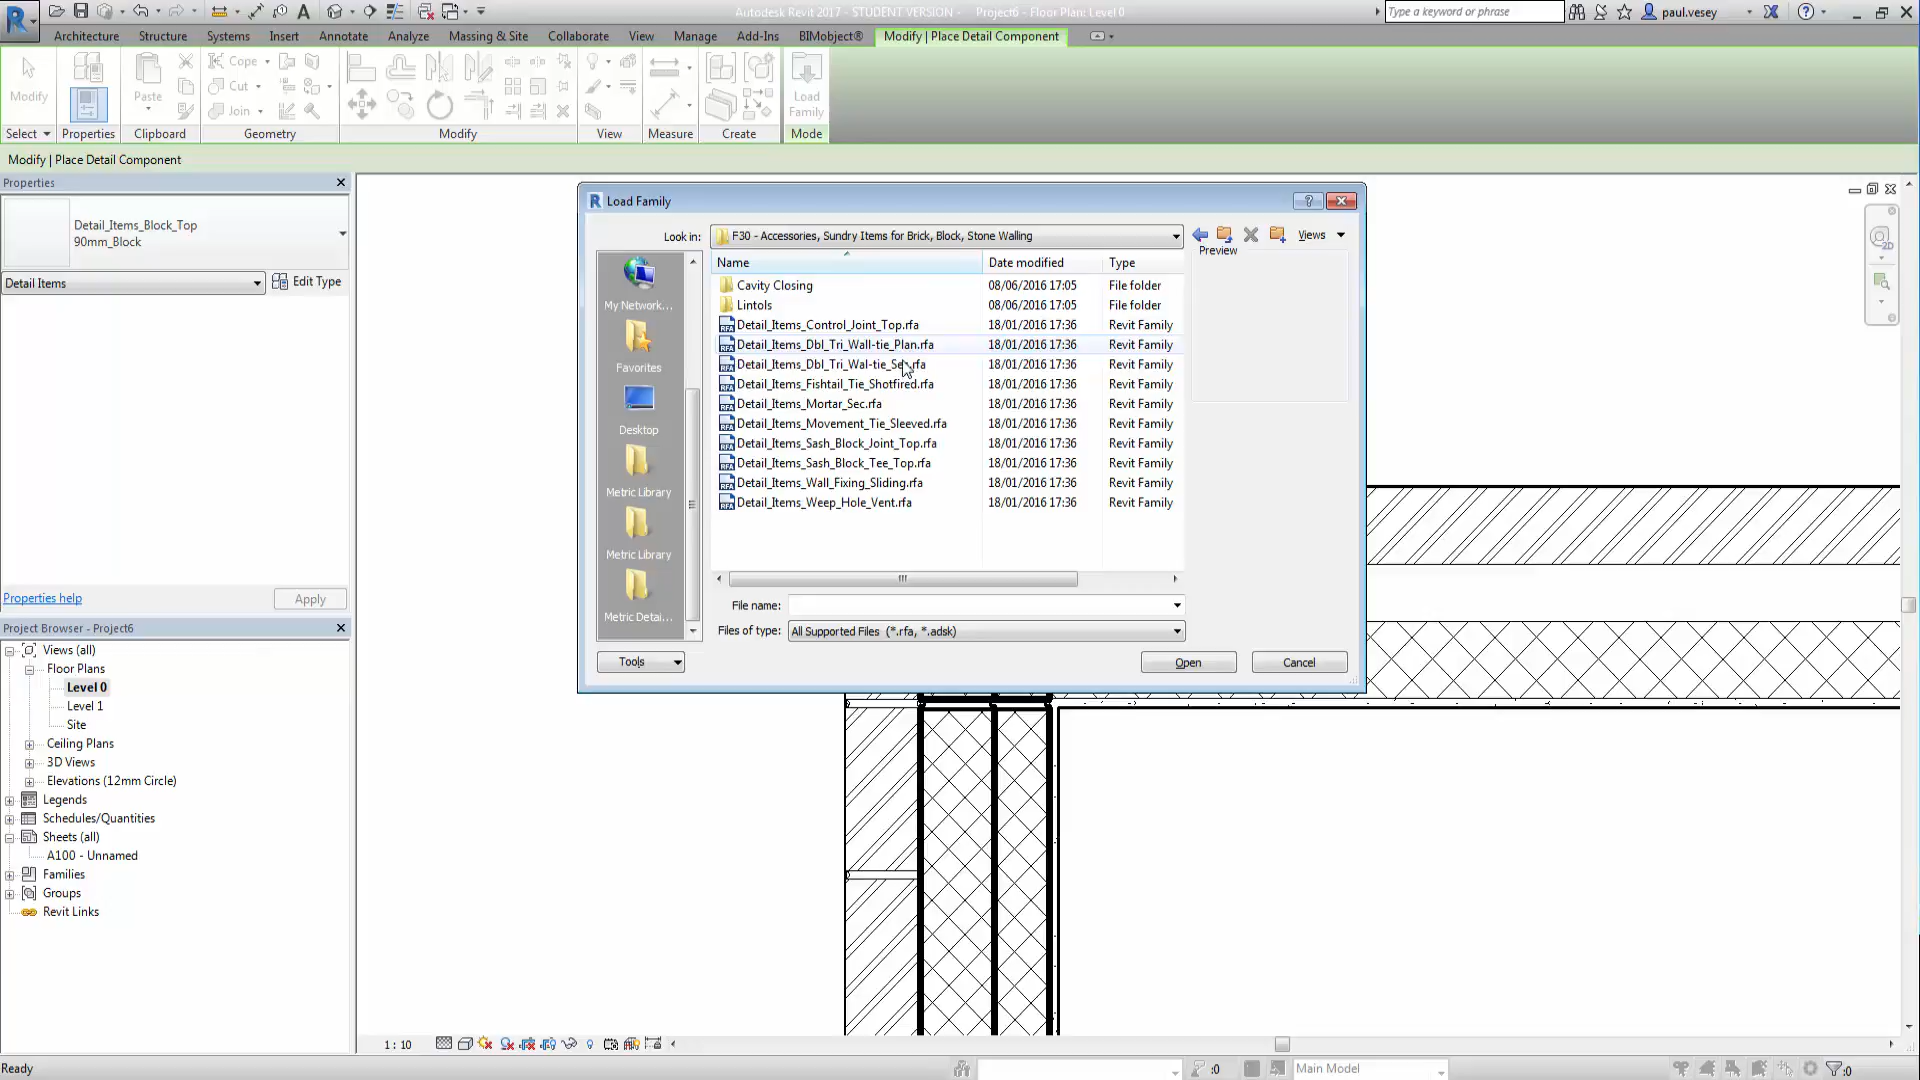 Autodesk Revit 2017 - STUDENT VERSION - Project6 - Floor Plan: Level 0
Type a keyword or phrase
paul.vesey
Architecture Structure Systems Insert Annotate Analyze Massing & Site Collaborate View Manage Add-Ins BIMobject® Modify | Place Detail Component
Modify
Paste
Cope
Cut
Join
Load Family
Select Properties Clipboard Geometry Modify View Measure Create Mode
Modify | Place Detail Component
Properties
Detail_Items_Block_Top
90mm_Block
Detail Items
Edit Type
Properties help
Apply
Project Browser - Project6
Views (all)
Floor Plans
Level 0
Level 1
Site
Ceiling Plans
3D Views
Elevations (12mm Circle)
Legends
Schedules/Quantities
Sheets (all)
A100 - Unnamed
Families
Groups
Revit Links
Load Family
Look in: F30 - Accessories, Sundry Items for Brick, Block, Stone Walling
Views
Preview
My Network...
Favorites
Desktop
Metric Library
Metric Library
Metric Detai...
Name Date modified Type
Cavity Closing 08/06/2016 17:05 File folder
Lintols 08/06/2016 17:05 File folder
Detail_Items_Control_Joint_Top.rfa 18/01/2016 17:36 Revit Family
Detail_Items_Dbl_Tri_Wall-tie_Plan.rfa 18/01/2016 17:36 Revit Family
Detail_Items_Dbl_Tri_Wal-tie_Sec.rfa 18/01/2016 17:36 Revit Family
Detail_Items_Fishtail_Tie_Shotfired.rfa 18/01/2016 17:36 Revit Family
Detail_Items_Mortar_Sec.rfa 18/01/2016 17:36 Revit Family
Detail_Items_Movement_Tie_Sleeved.rfa 18/01/2016 17:36 Revit Family
Detail_Items_Sash_Block_Joint_Top.rfa 18/01/2016 17:36 Revit Family
Detail_Items_Sash_Block_Tee_Top.rfa 18/01/2016 17:36 Revit Family
Detail_Items_Wall_Fixing_Sliding.rfa 18/01/2016 17:36 Revit Family
Detail_Items_Weep_Hole_Vent.rfa 18/01/2016 17:36 Revit Family
File name:
Files of type: All Supported Files (*.rfa, *.adsk)
Tools
Open
Cancel
1 : 10
Ready
:0
Main Model
:0